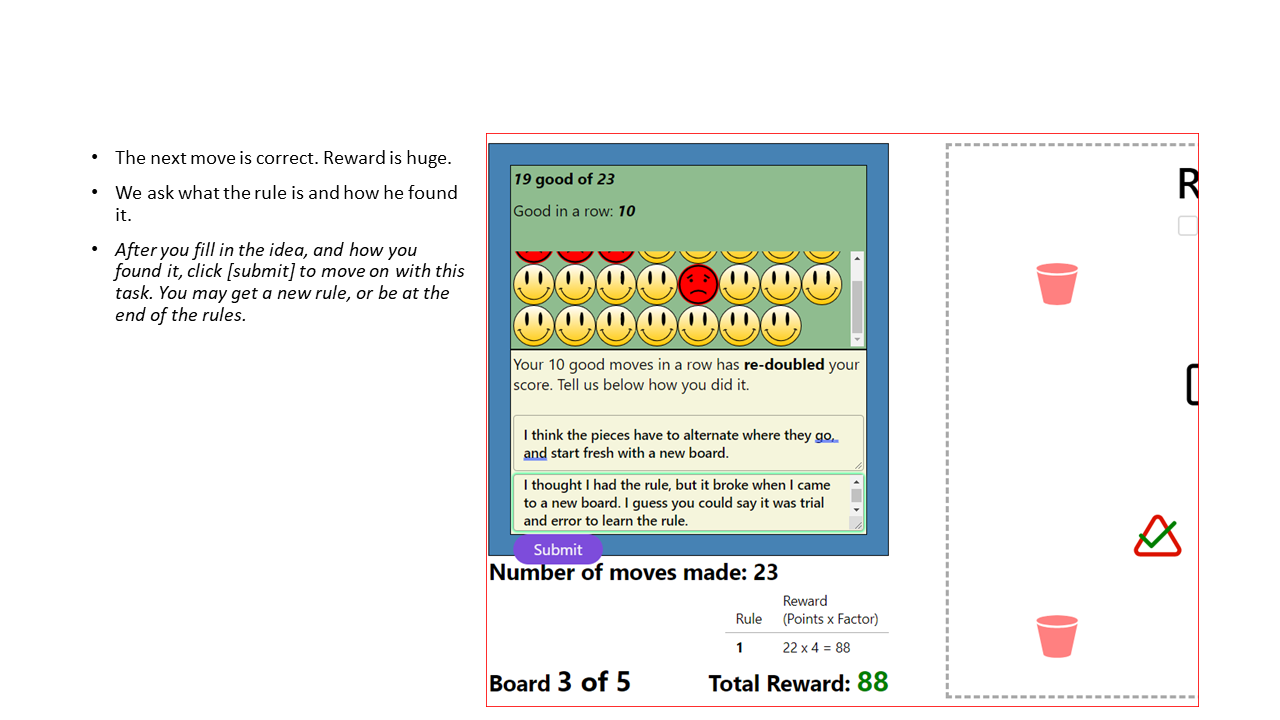 • The next move is correct. Reward is huge.
• We ask what the rule is and how he found
it.
• After you fill in the idea, and how you
found it, click [submit] to move on with this
task. You may get a new rule, or be at the
end of the rules.
19 good of 23
Good in a row: 10
Your 10 good moves in a row has re-doubled your
score. Tell us below how you did it.
I think the pieces have to alternate where they go,
and start fresh with a new board.
I thought I had the rule, but it broke when I came
to a new board. I guess you could say it was trial
and error to learn the rule.
Submit
Number of moves made: 23
Reward
Rule (Points x Factor)
1 22 x 4 = 88
Board 3 of 5 Total Reward: 88
R